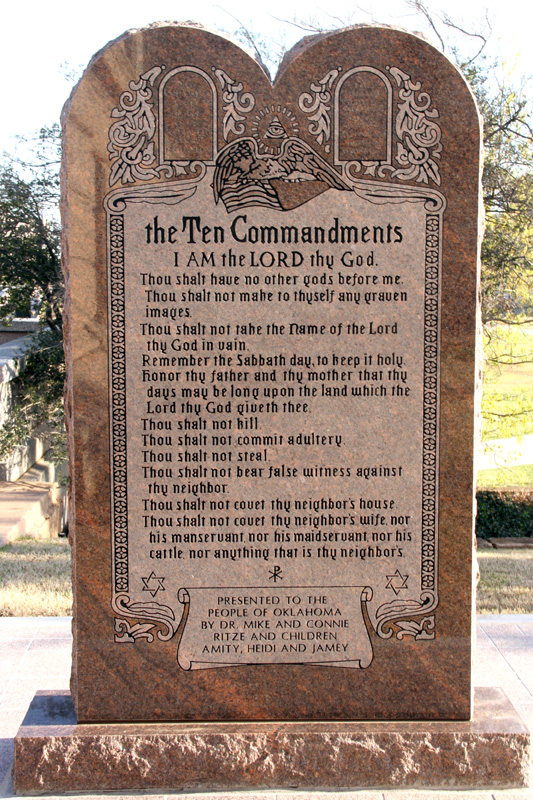 the Ten Commandments
I AM the LORD thy God.
Thou shalt have no other gods before me.
Thou shalt not make to thyself any graven
images.
Thou shalt not take the Name of the Lord
thy God in vain.
Remember the Sabbath day, to keep it holy.
Honor thy father and thy mother that thy
days may be long upon the land which the
Lord thy God giveth thee.
Thou shalt not kill.
Thou shalt not commit adultery.
Thou shalt not steal.
Thou shalt not bear false witness against
thy neighbor.
Thou shalt not covet thy neighbor's house.
Thou shalt not covet thy neighbor's wife, nor
his manservant, nor his maidservant, nor his
cattle, nor anything that is thy neighbor's.
PRESENTED TO THE
PEOPLE OF OKLAHOMA
BY DR. MIKE AND CONNIE
RITZE AND CHILDREN
AMITY, HEIDI AND JAMEY